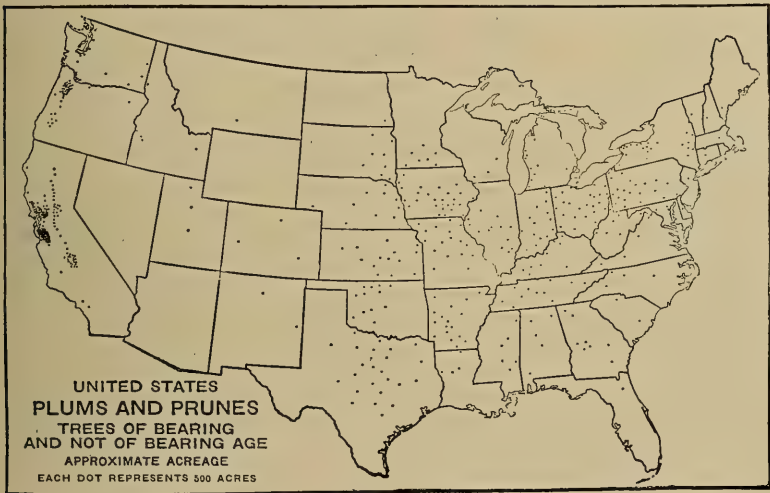 UNITED STATES
PLUMS AND PRUNES
TREES OF BEARING
AND NOT OF BEARING AGE
APPROXIMATE ACREAGE
EACH DOT REPRESENTS 500 ACRES